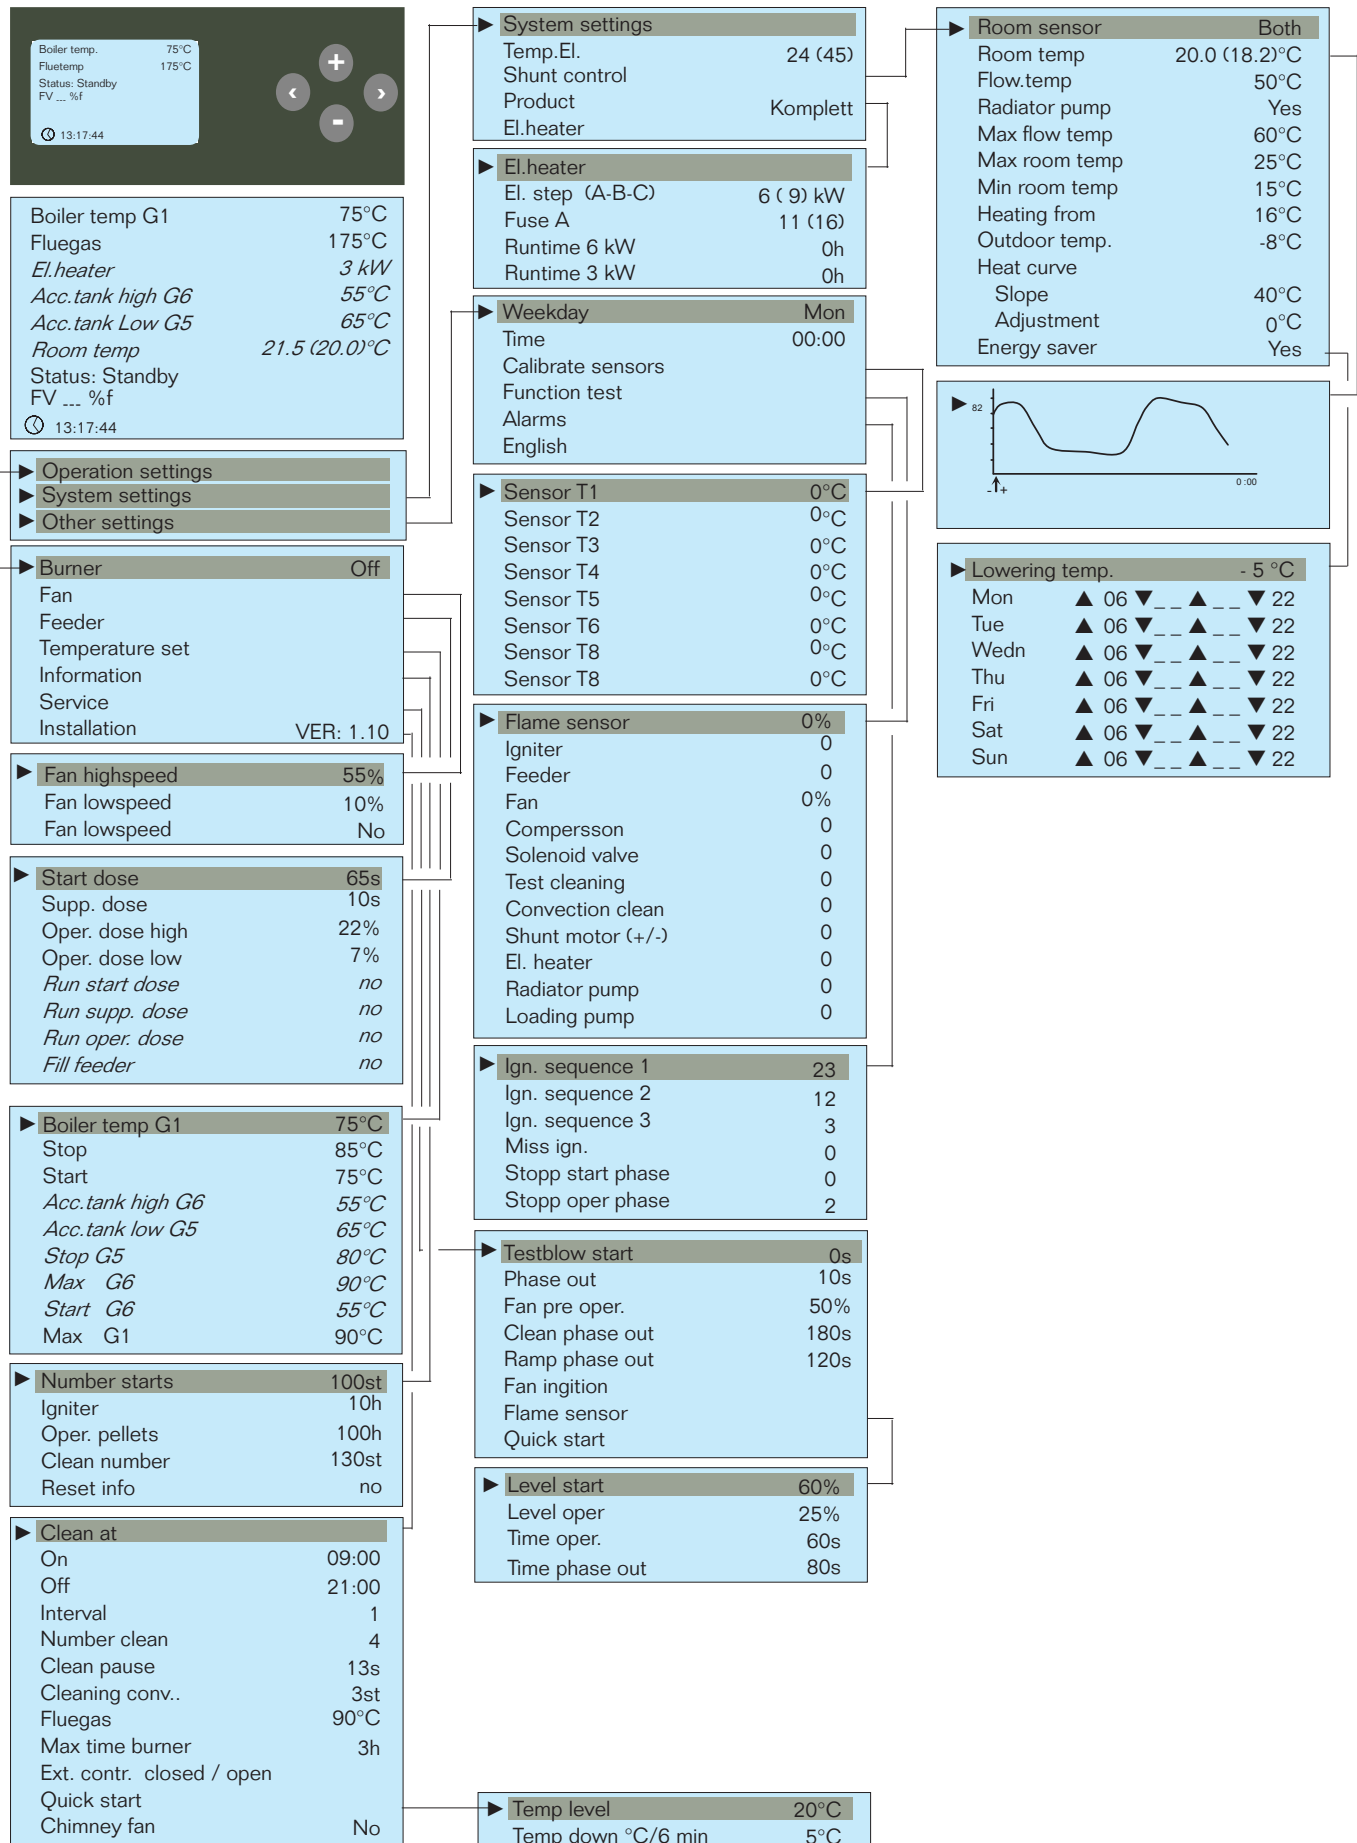 Boiler temp. 75°C
Fluetemp 175°C
Status: Standby
FV __ %f
13:17:44
+
‹
›
-
Boiler temp G1 75°C
Fluegas 175°C
El.heater 3 kW
Acc.tank high G6 55°C
Acc.tank Low G5 65°C
Room temp 21.5 (20.0)°C
Status: Standby
FV ___ %f
13:17:44
Operation settings
System settings
Other settings
Burner Off
Fan
Feeder
Temperature set
Information
Service
Installation VER: 1.10
Fan highspeed 55%
Fan lowspeed 10%
Fan lowspeed No
Start dose 65s
Supp. dose 10s
Oper. dose high 22%
Oper. dose low 7%
Run start dose no
Run supp. dose no
Run oper. dose no
Fill feeder no
Boiler temp G1 75°C
Stop 85°C
Start 75°C
Acc.tank high G6 55°C
Acc.tank low G5 65°C
Stop G5 80°C
Max G6 90°C
Start G6 55°C
Max G1 90°C
Number starts 100st
Igniter 10h
Oper. pellets 100h
Clean number 130st
Reset info no
Clean at
On 09:00
Off 21:00
Interval 1
Number clean 4
Clean pause 13s
Cleaning conv.. 3st
Fluegas 90°C
Max time burner 3h
Ext. contr. closed / open
Quick start
Chimney fan No
System settings
Temp.El. 24 (45)
Shunt control
Product Komplett
El.heater
El.heater
El. step (A-B-C) 6 ( 9) kW
Fuse A 11 (16)
Runtime 6 kW 0h
Runtime 3 kW 0h
Weekday Mon
Time 00:00
Calibrate sensors
Function test
Alarms
English
Sensor T1 0°C
Sensor T2 0°C
Sensor T3 0°C
Sensor T4 0°C
Sensor T5 0°C
Sensor T6 0°C
Sensor T8 0°C
Sensor T8 0°C
Flame sensor 0%
Igniter 0
Feeder 0
Fan 0%
Compersson 0
Solenoid valve 0
Test cleaning 0
Convection clean 0
Shunt motor (+/-) 0
El. heater 0
Radiator pump 0
Loading pump 0
Ign. sequence 1 23
Ign. sequence 2 12
Ign. sequence 3 3
Miss ign. 0
Stopp start phase 0
Stopp oper phase 2
Testblow start 0s
Phase out 10s
Fan pre oper. 50%
Clean phase out 180s
Ramp phase out 120s
Fan ingition
Flame sensor
Quick start
Level start 60%
Level oper 25%
Time oper. 60s
Time phase out 80s
Temp level 20°C
Temp down °C/6 min 5°C
Room sensor Both
Room temp 20.0 (18.2)°C
Flow.temp 50°C
Radiator pump Yes
Max flow temp 60°C
Max room temp 25°C
Min room temp 15°C
Heating from 16°C
Outdoor temp. -8°C
Heat curve
Slope 40°C
Adjustment 0°C
Energy saver Yes
82
0 :00
- +
Lowering temp. - 5 °C
Mon ▲ 06 ▼_ _ ▲ _ _ ▼ 22
Tue ▲ 06 ▼_ _ ▲ _ _ ▼ 22
Wedn ▲ 06 ▼_ _ ▲ _ _ ▼ 22
Thu ▲ 06 ▼_ _ ▲ _ _ ▼ 22
Fri ▲ 06 ▼_ _ ▲ _ _ ▼ 22
Sat ▲ 06 ▼_ _ ▲ _ _ ▼ 22
Sun ▲ 06 ▼_ _ ▲ _ _ ▼ 22